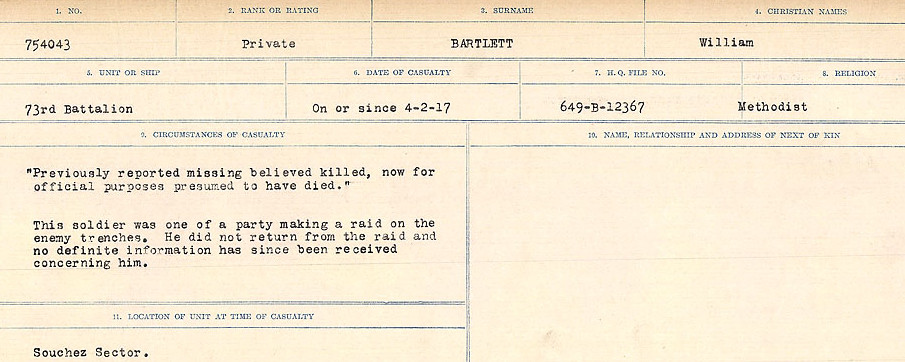 1. NO.
2. RANK OR RATING
3. SURNAME
4. CHRISTIAN NAMES
754043
Private
BARTLETT
William
5. UNIT OR SHIP
6. DATE OF CASUALTY
7. H.Q. FILE NO.
8. RELIGION
73rd Battalion
On or since 4-2-17
649-B-12367
Methodist
9. CIRCUMSTANCES OF CASUALTY
10. NAME, RELATIONSHIP AND ADDRESS OF NEXT OF KIN
"Previously reported missing believed killed, now for
official purposes presumed to have died."
This soldier was one of a party making a raid on the
enemy trenches. He did not return from the raid and
no definite information has since been received
concerning him.
11. LOCATION OF UNIT AT TIME OF CASUALTY
Souchez Sector.